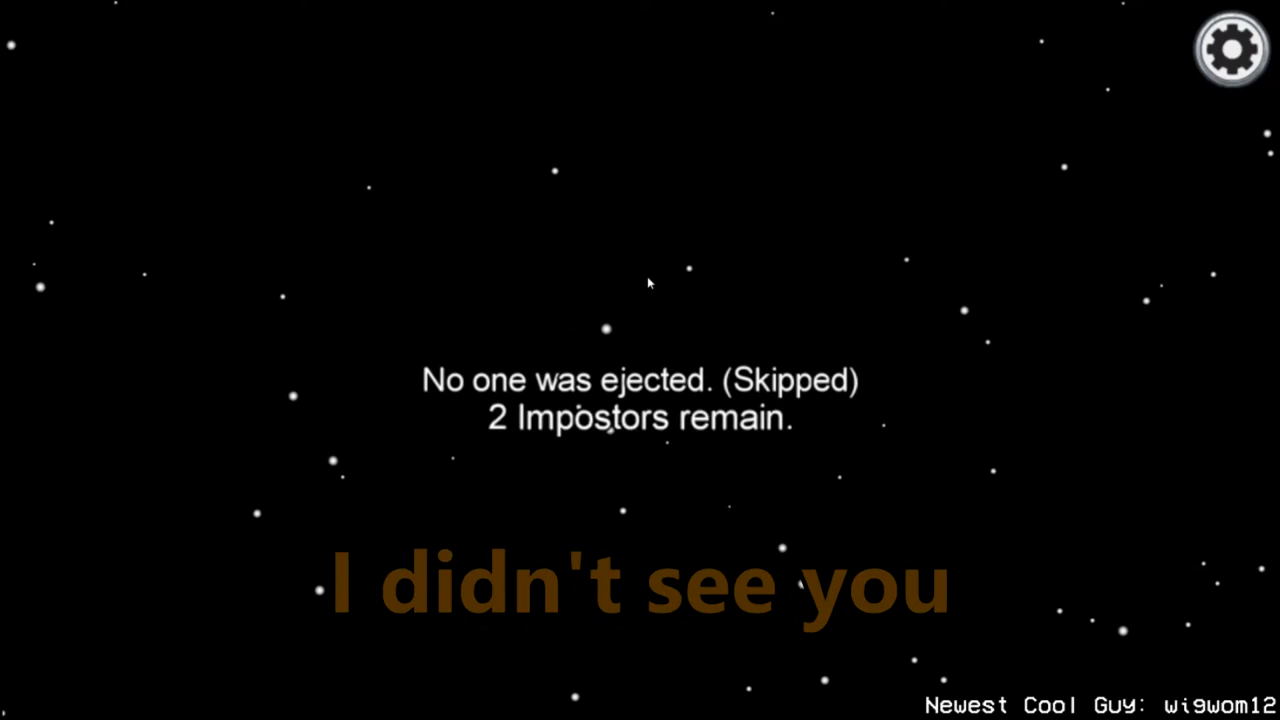 No one was ejected. (Skipped)
2 Impostors remain.
I didn't see you
Newest Cool Guy: wigwom12